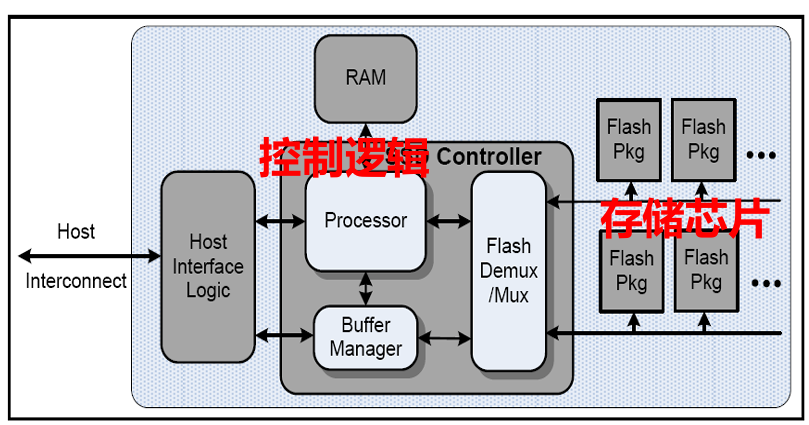 RAM
控制逻辑
SSD Controller
Flash
Pkg
Flash
Pkg
•••
存储芯片
Host
Interconnect
Host
Interface
Logic
Processor
Flash
Demux
/Mux
Buffer
Manager
Flash
Pkg
Flash
Pkg
•••